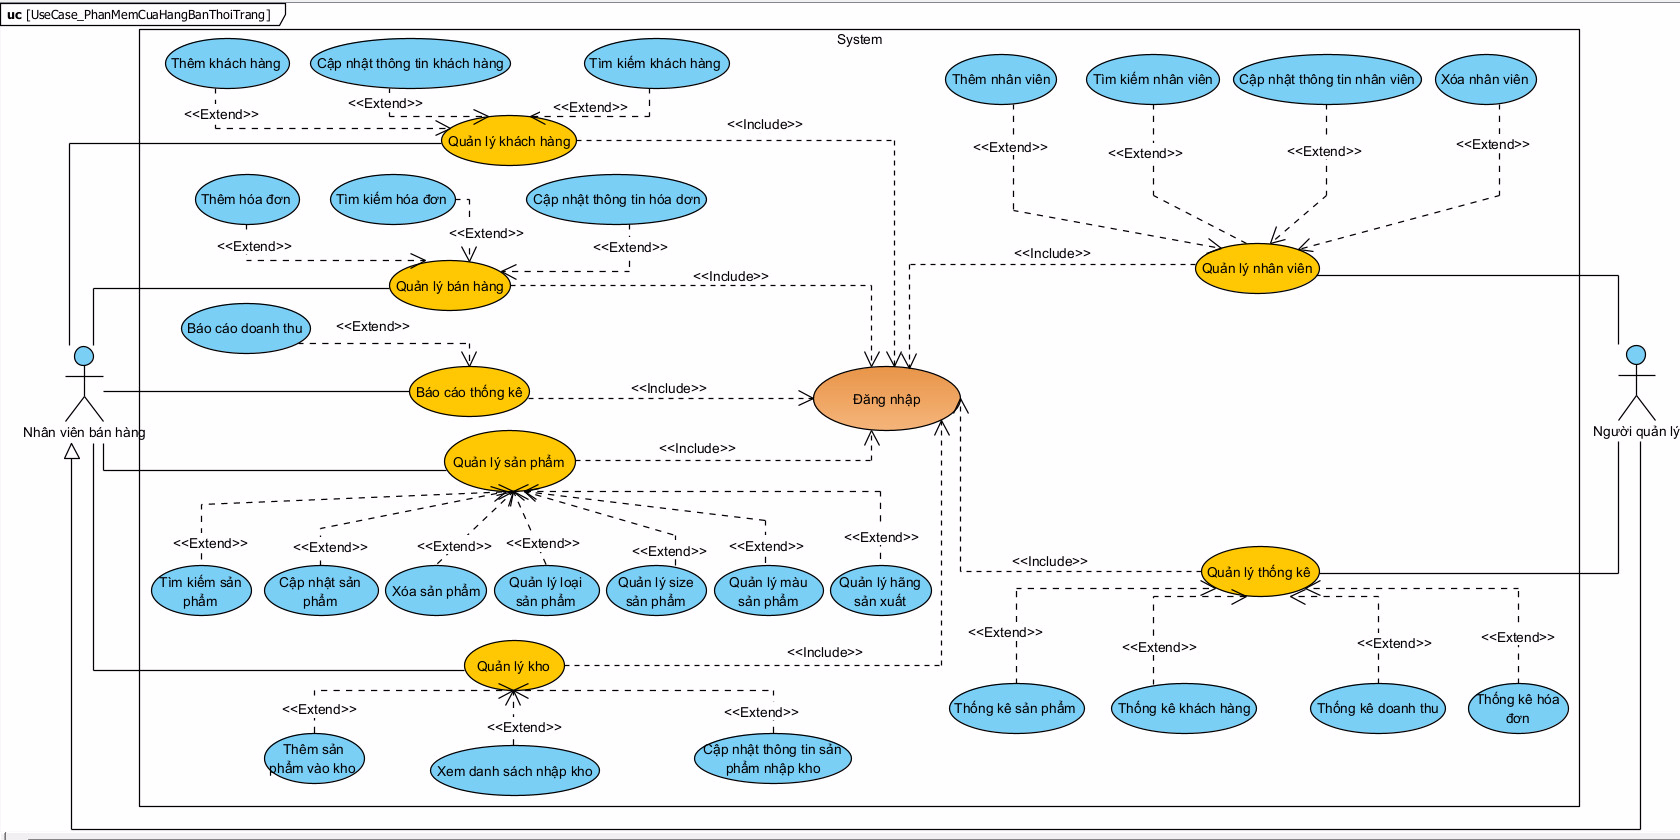 uc [UseCase_PhanMemCuaHangBanThoiTrang]
System
Thêm khách hàng
Cập nhật thông tin khách hàng
Tìm kiếm khách hàng
<<Extend>>
<<Extend>>
<<Extend>>
Quản lý khách hàng
<<Include>>
Thêm nhân viên
Tìm kiếm nhân viên
Cập nhật thông tin nhân viên
Xóa nhân viên
<<Extend>>
<<Extend>>
<<Extend>>
<<Extend>>
Quản lý nhân viên
<<Include>>
Thêm hóa đơn
Tìm kiếm hóa đơn
Cập nhật thông tin hóa dơn
<<Extend>>
<<Extend>>
<<Extend>>
Quản lý bán hàng
<<Include>>
Báo cáo doanh thu
<<Extend>>
Báo cáo thống kê
<<Include>>
Đăng nhập
Nhân viên bán hàng
Người quản lý
Quản lý sản phẩm
<<Include>>
<<Extend>>
<<Extend>>
<<Extend>>
<<Extend>>
<<Extend>>
<<Extend>>
<<Extend>>
Tìm kiếm sản
phẩm
Cập nhật sản
phẩm
Xóa sản phẩm
Quản lý loại
sản phẩm
Quản lý size
sản phẩm
Quản lý màu
sản phẩm
Quản lý hãng
sản xuất
<<Include>>
Quản lý thống kê
<<Extend>>
<<Extend>>
<<Extend>>
<<Extend>>
Thống kê sản phẩm
Thống kê khách hàng
Thống kê doanh thu
Thống kê hóa
đơn
Quản lý kho
<<Include>>
<<Extend>>
<<Extend>>
<<Extend>>
Thêm sản
phẩm vào kho
Xem danh sách nhập kho
Cập nhật thông tin sản
phẩm nhập kho